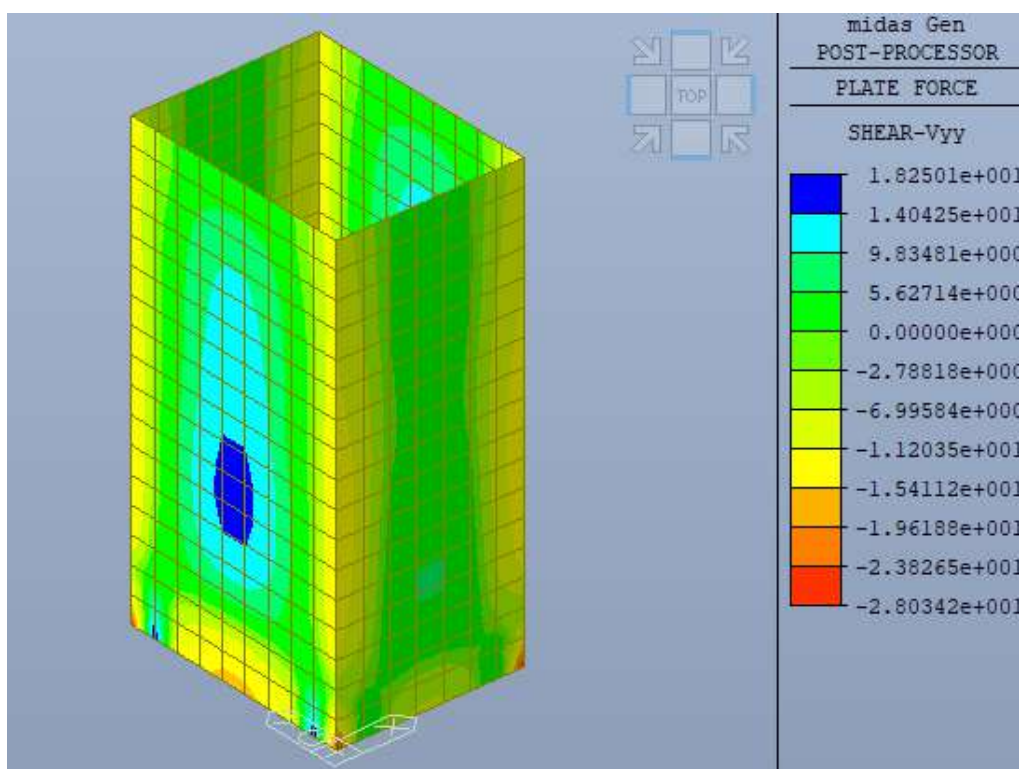 TOP
midas Gen
POST-PROCESSOR
PLATE FORCE
SHEAR-Vyy
1.82501e+001
1.40425e+001
9.83481e+000
5.62714e+000
0.00000e+000
-2.78818e+000
-6.99584e+000
-1.12035e+001
-1.54112e+001
-1.96188e+001
-2.38265e+001
-2.80342e+001